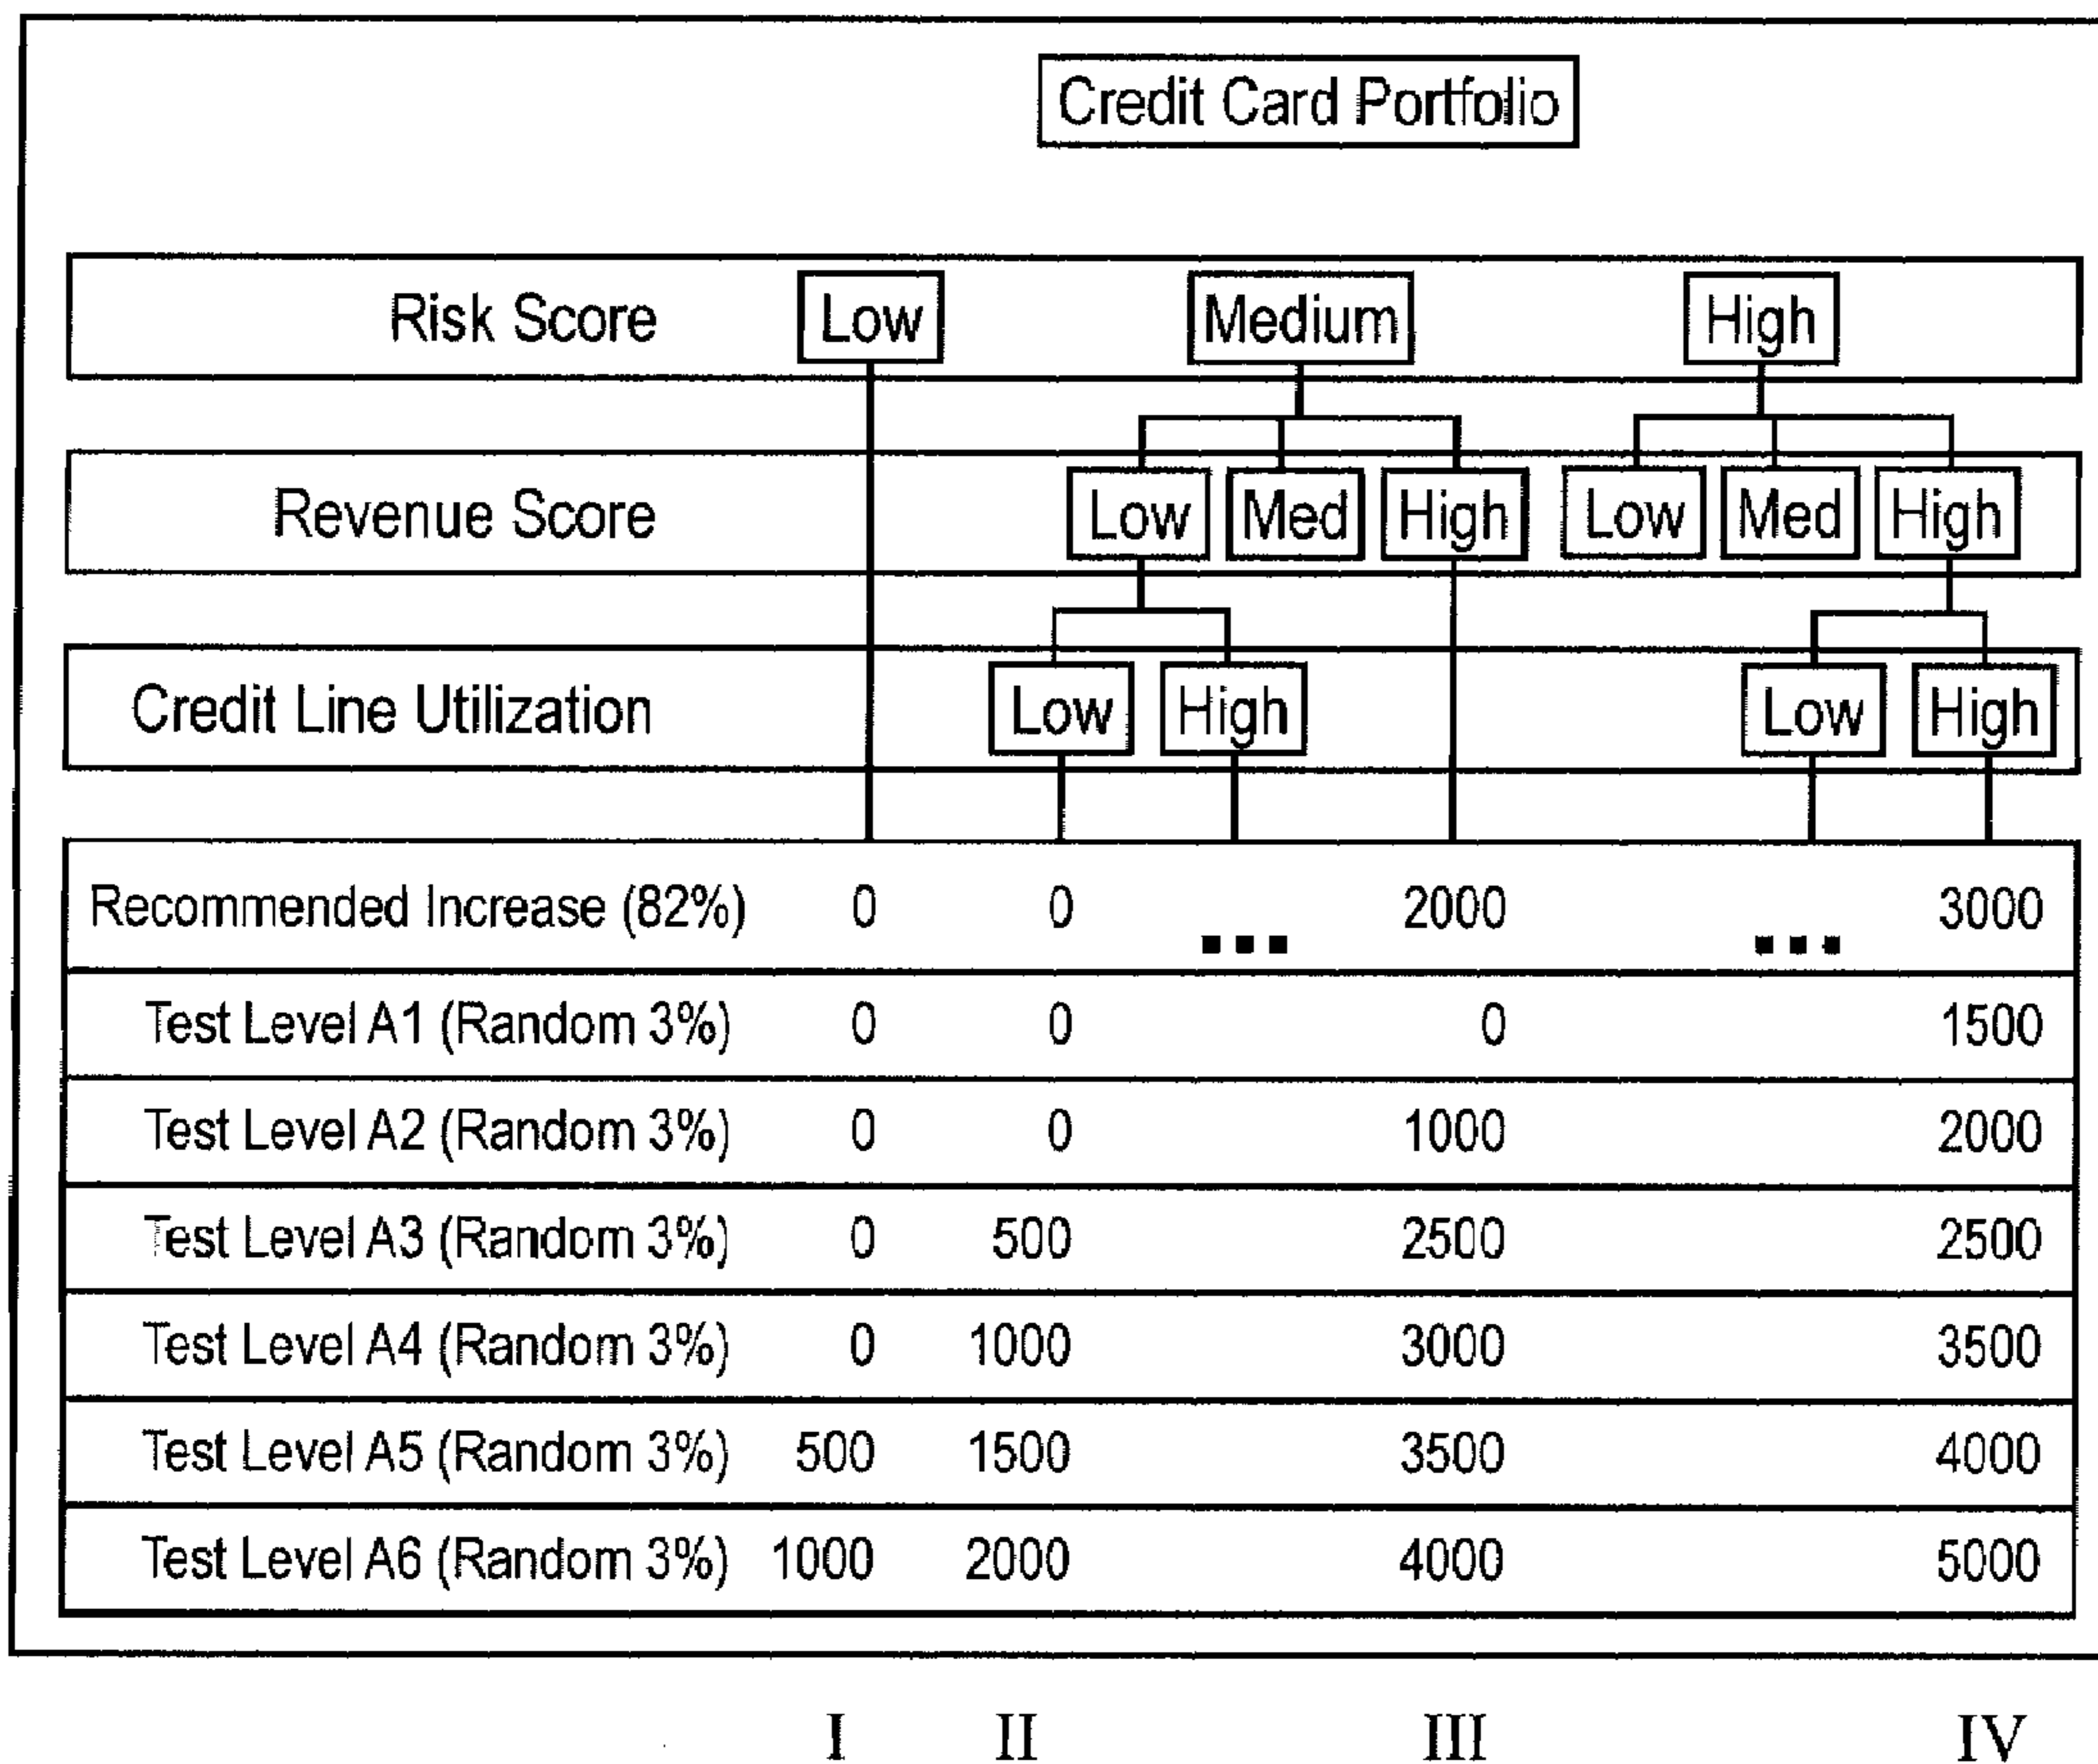 Credit Card Portfolio
Risk Score Low Medium High
Revenue Score Low Med High Low Med High
Credit Line Utilization Low High Low High
Recommended Increase (82%) 0 0 ... 2000 ... 3000
Test Level A1 (Random 3%) 0 0 0 1500
Test Level A2 (Random 3%) 0 0 1000 2000
Test Level A3 (Random 3%) 0 500 2500 2500
Test Level A4 (Random 3%) 0 1000 3000 3500
Test Level A5 (Random 3%) 500 1500 3500 4000
Test Level A6 (Random 3%) 1000 2000 4000 5000
I II III IV